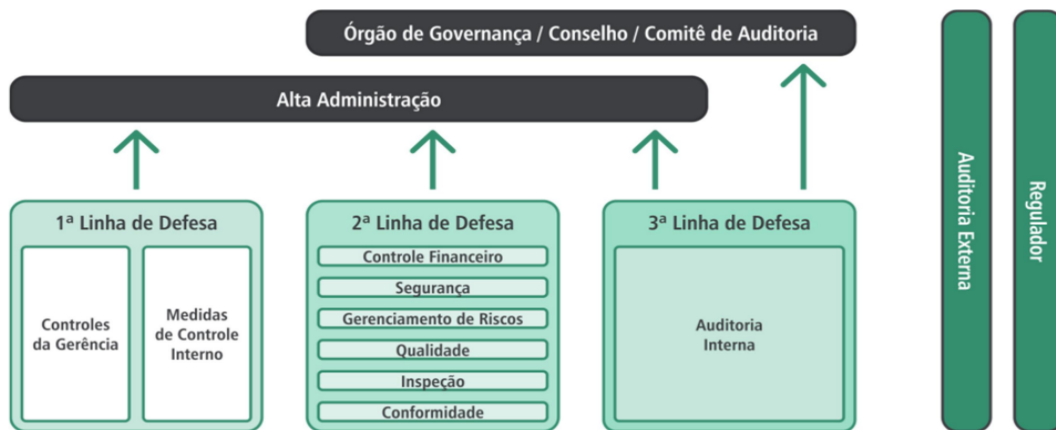 Órgão de Governança / Conselho / Comitê de Auditoria
Alta Administração
1ª Linha de Defesa
Controles
da Gerência
Medidas
de Controle
Interno
2ª Linha de Defesa
Controle Financeiro
Segurança
Gerenciamento de Riscos
Qualidade
Inspeção
Conformidade
3ª Linha de Defesa
Auditoria
Interna
Auditoria Externa
Regulador